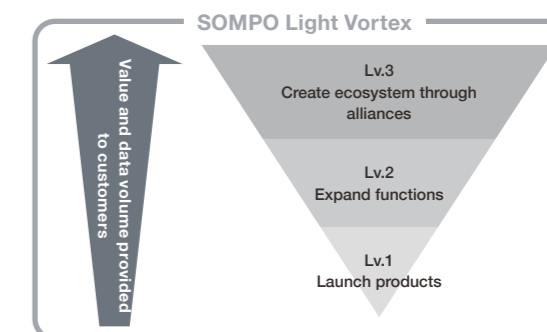 SOMPO Light Vortex
Value and data volume provided
to customers
Lv.3
Create ecosystem through
alliances
Lv.2
Expand functions
Lv.1
Launch products